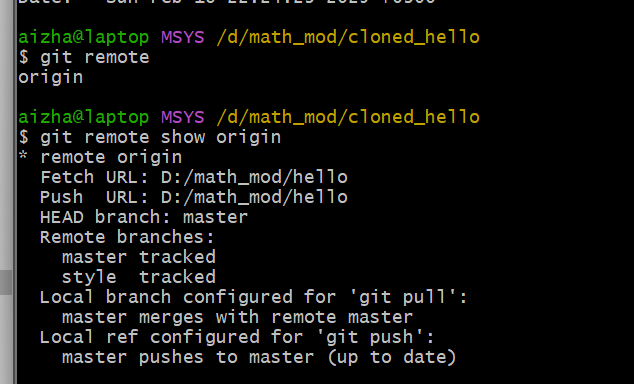 aizha@laptop MSYS /d/math_mod/cloned_hello
$ git remote
origin
aizha@laptop MSYS /d/math_mod/cloned_hello
$ git remote show origin
* remote origin
  Fetch URL: D:/math_mod/hello
  Push  URL: D:/math_mod/hello
  HEAD branch: master
  Remote branches:
    master tracked
    style  tracked
  Local branch configured for 'git pull':
    master merges with remote master
  Local ref configured for 'git push':
    master pushes to master (up to date)